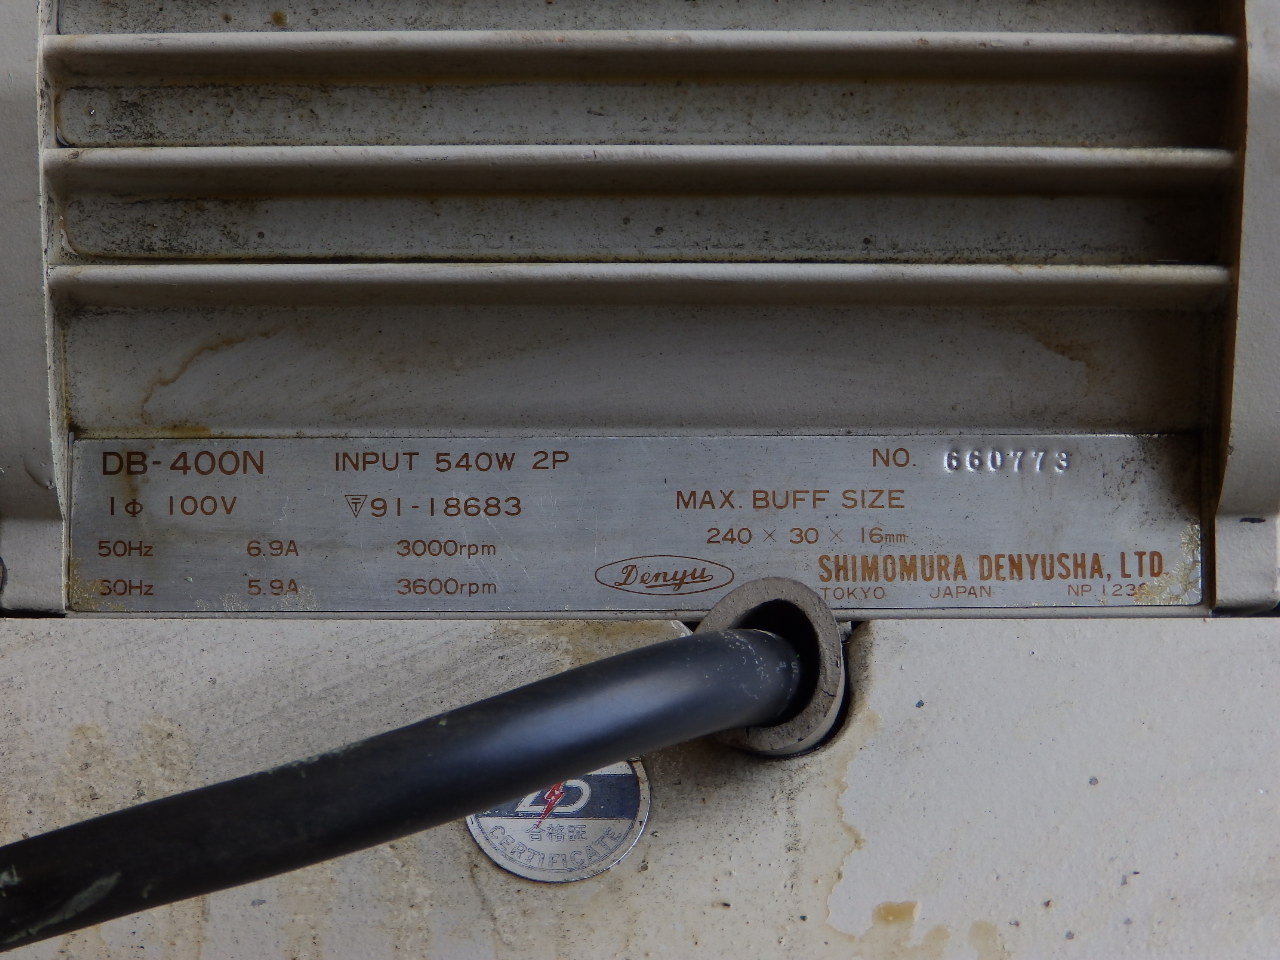 DB-400N INPUT 540W 2P NO. 660773
1φ 100V 〒91-18683 MAX. BUFF SIZE
240 × 30 × 16mm
50Hz 6.9A 3000rpm
60Hz 5.9A 3600rpm
Denyu
SHIMOMURA DENYUSHA, LTD.
TOKYO JAPAN NP
合格証
CERTIFICATE